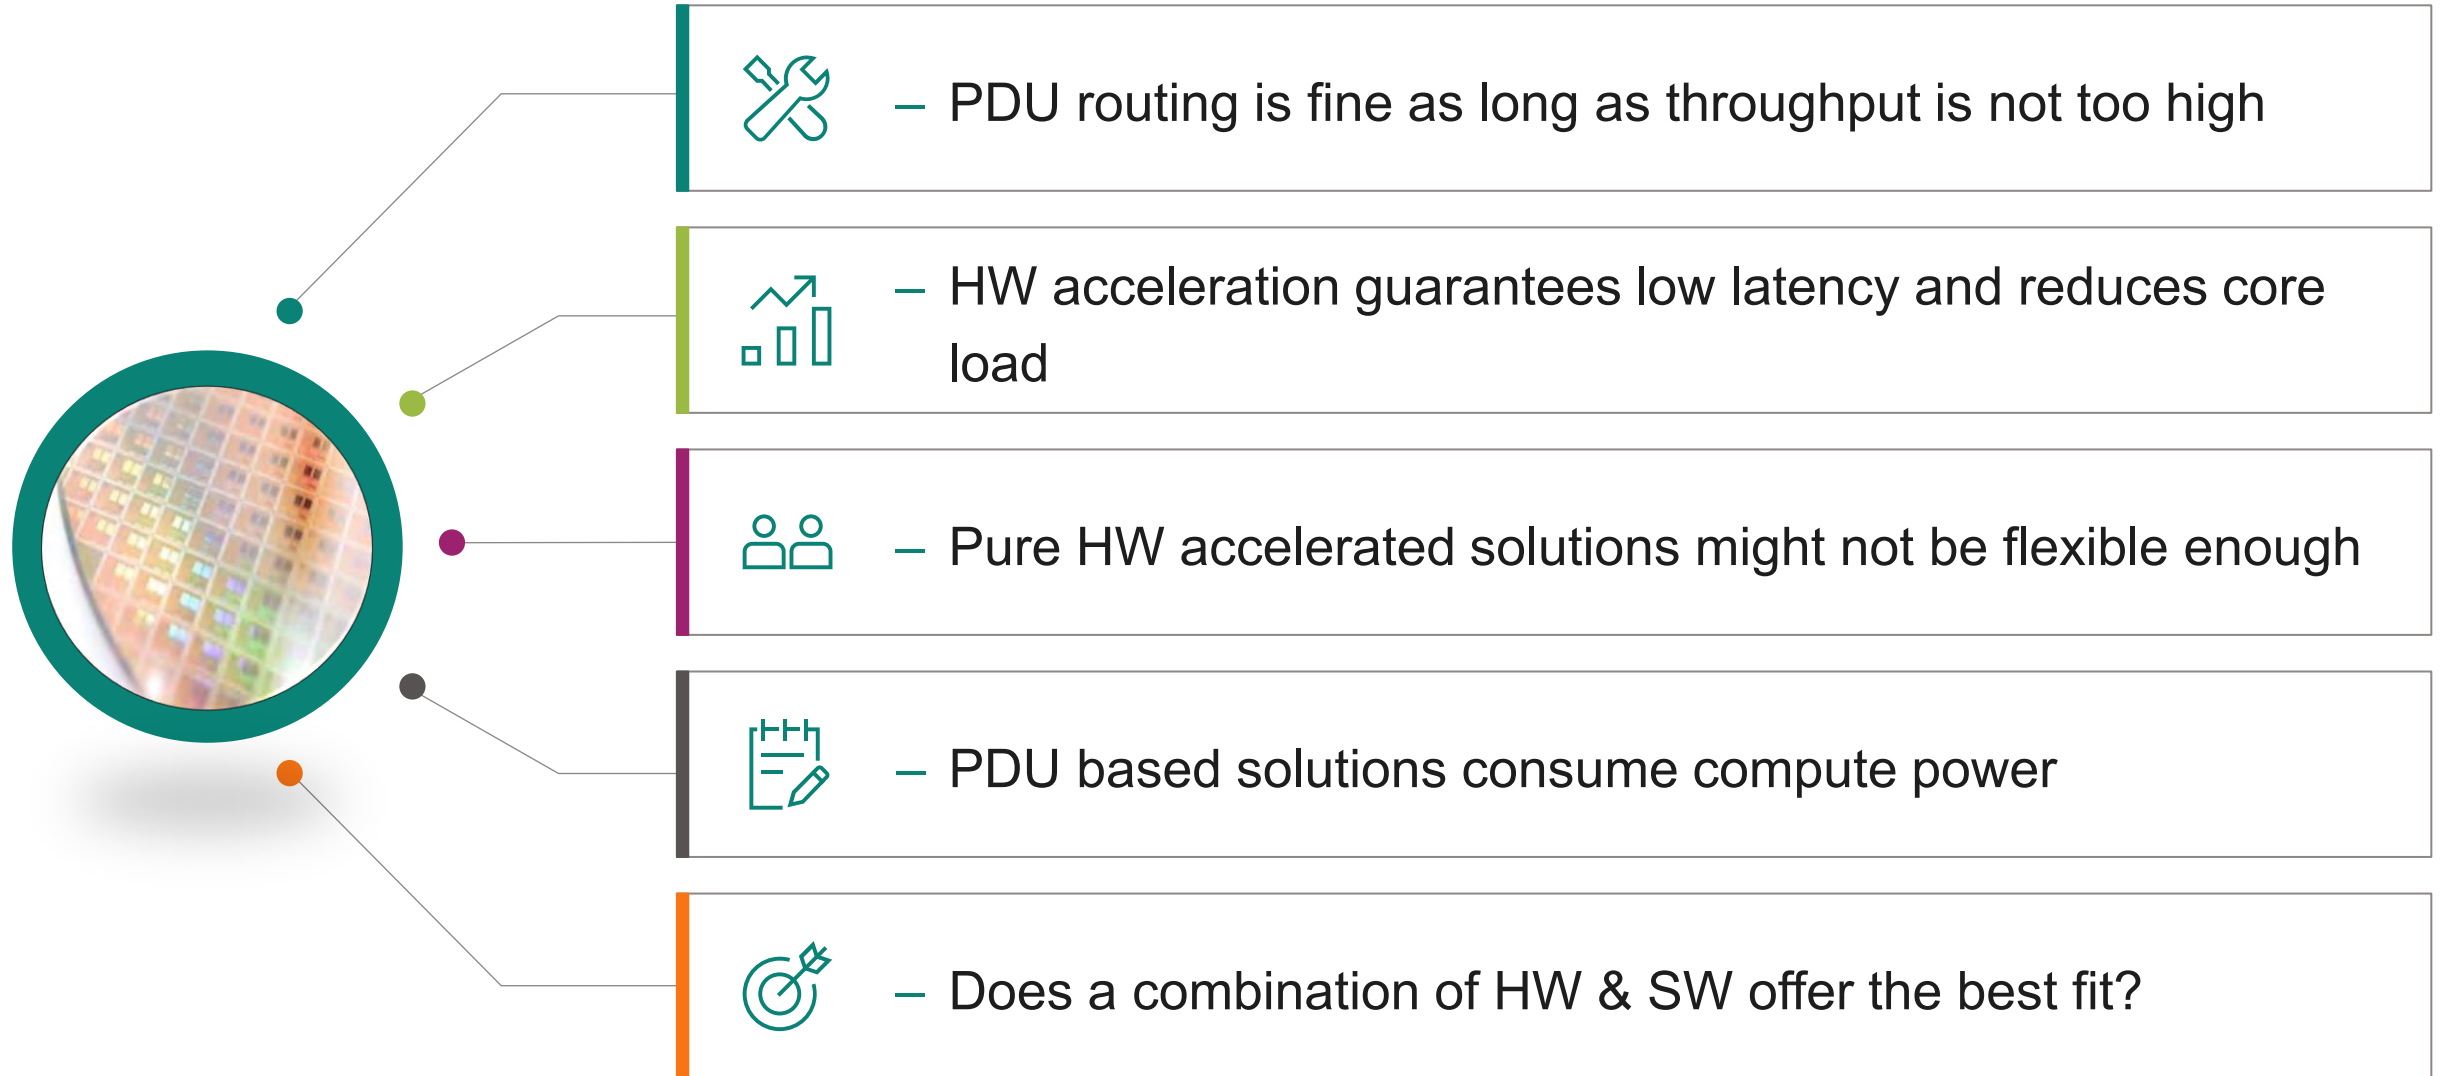 – PDU routing is fine as long as throughput is not too high
– HW acceleration guarantees low latency and reduces core
load
– Pure HW accelerated solutions might not be flexible enough
– PDU based solutions consume compute power
– Does a combination of HW & SW offer the best fit?